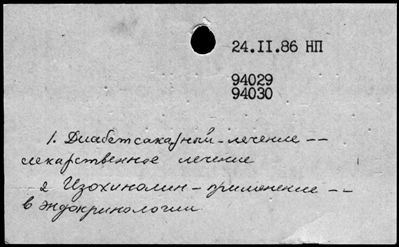 24.II.86 НП
94029
94030
1. Диабет сахарный - лечение --
лекарственное лечение
2 Изохинолин - применение --
в эндокринологии